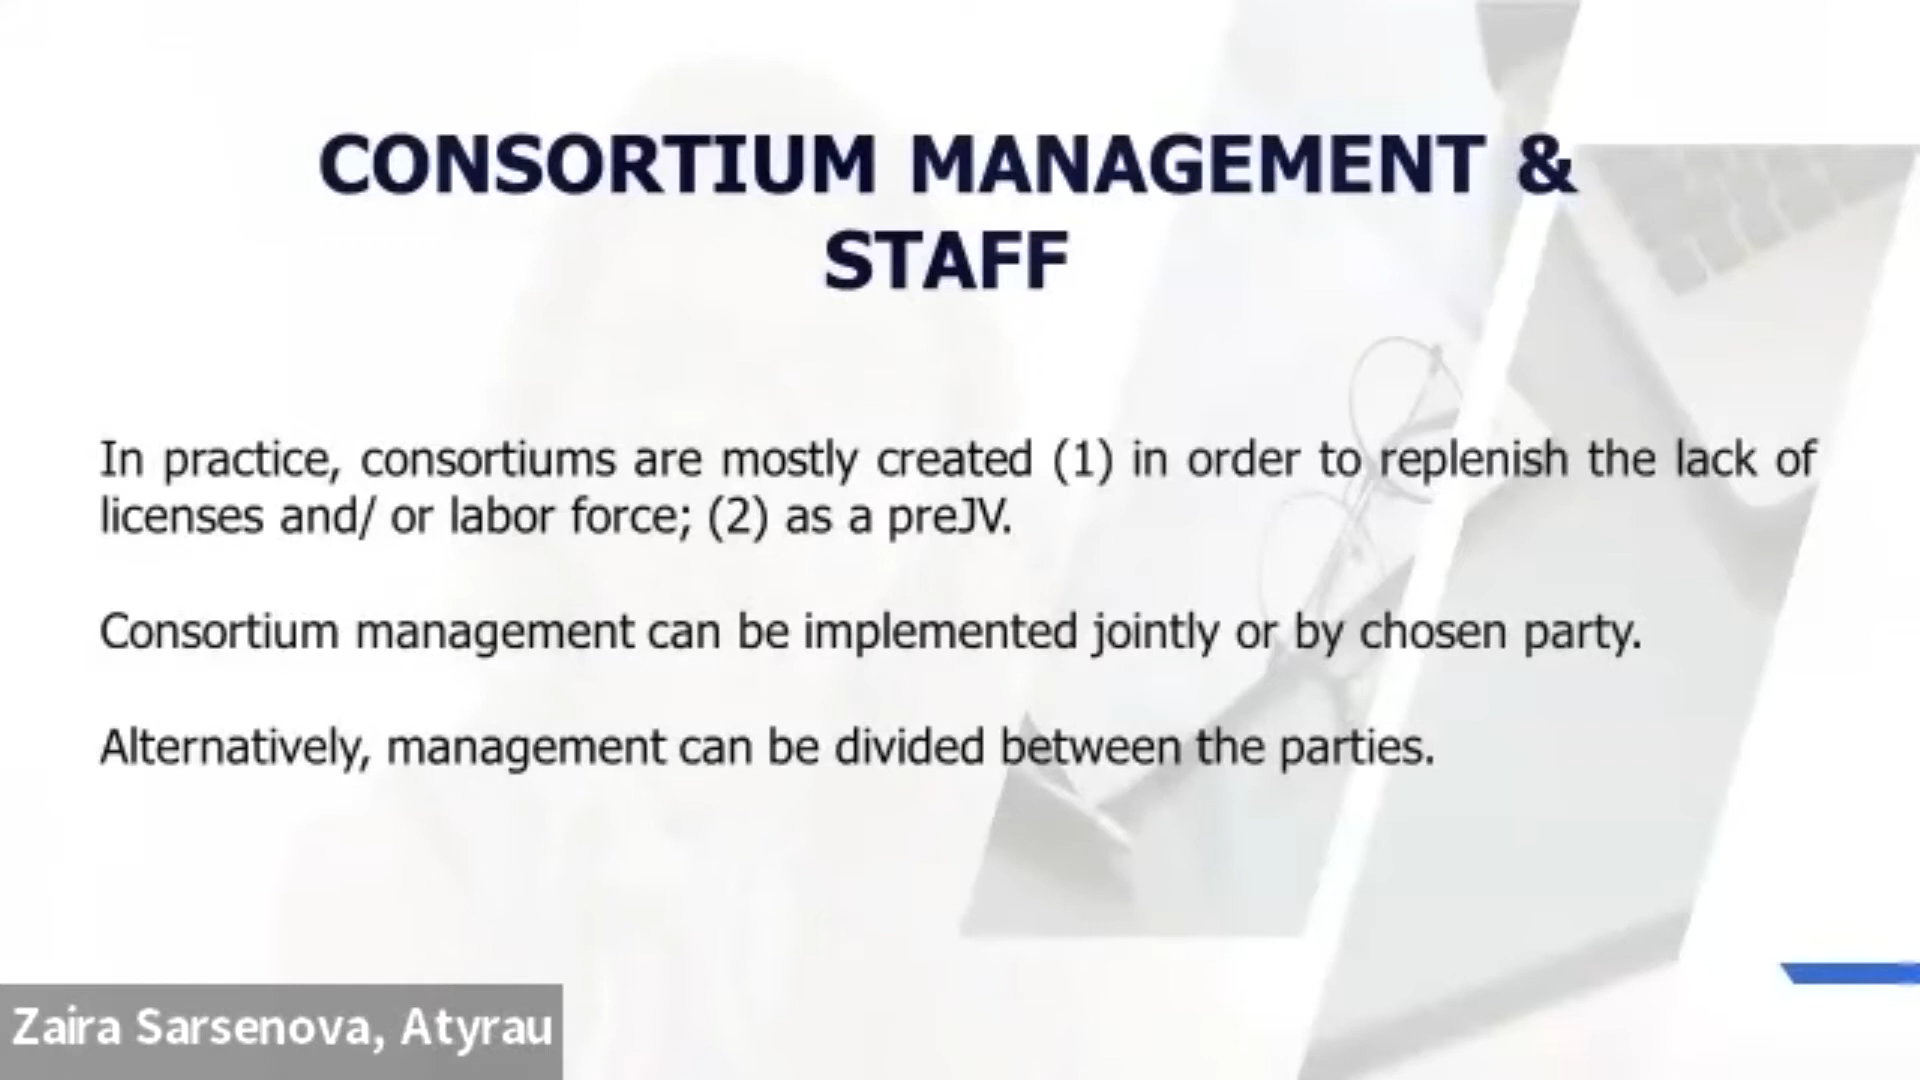 CONSORTIUM MANAGEMENT &
STAFF
In practice, consortiums are mostly created (1) in order to replenish the lack of
licenses and/ or labor force; (2) as a preJV.
Consortium management can be implemented jointly or by chosen party.
Alternatively, management can be divided between the parties.
Zaira Sarsenova, Atyrau